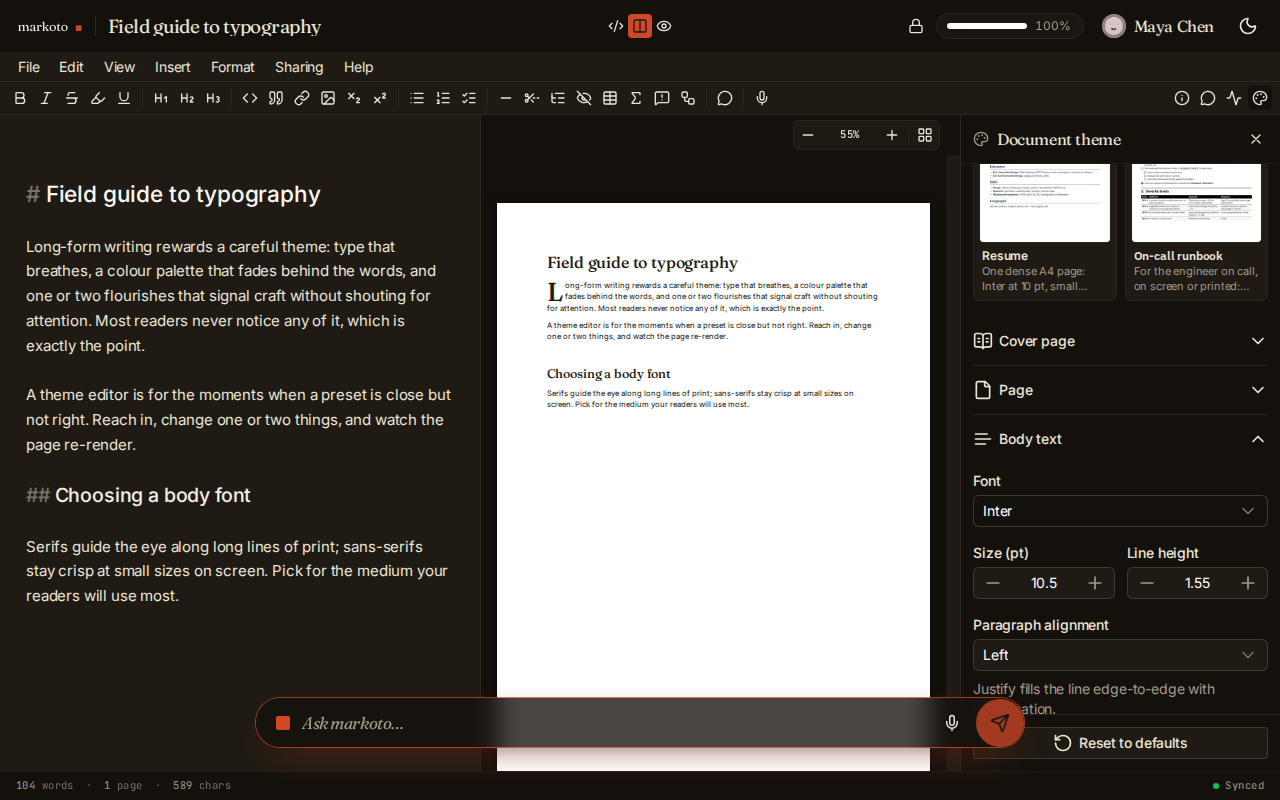 markoto
Field guide to typography
100%
Maya Chen
File Edit View Insert Format Sharing Help
H1 H2 H3
55%
Document theme
# Field guide to typography
Long-form writing rewards a careful theme: type that
breathes, a colour palette that fades behind the words, and
one or two flourishes that signal craft without shouting for
attention. Most readers never notice any of it, which is
exactly the point.
A theme editor is for the moments when a preset is close but
not right. Reach in, change one or two things, and watch the
page re-render.
## Choosing a body font
Serifs guide the eye along long lines of print; sans-serifs
stay crisp at small sizes on screen. Pick for the medium your
readers will use most.
Field guide to typography
Long-form writing rewards a careful theme: type that breathes, a colour palette that
fades behind the words, and one or two flourishes that signal craft without shouting
for attention. Most readers never notice any of it, which is exactly the point.
A theme editor is for the moments when a preset is close but not right. Reach in, change
one or two things, and watch the page re-render.
Choosing a body font
Serifs guide the eye along long lines of print; sans-serifs stay crisp at small sizes on
screen. Pick for the medium your readers will use most.
Resume
One dense A4 page:
Inter at 10 pt, small...
On-call runbook
For the engineer on call,
on screen or printed:...
Cover page
Page
Body text
Font
Inter
Size (pt) Line height
10.5 1.55
Paragraph alignment
Left
Justify fills the line edge-to-edge with
Ask markoto...
Reset to defaults
104 words · 1 page · 589 chars
Synced